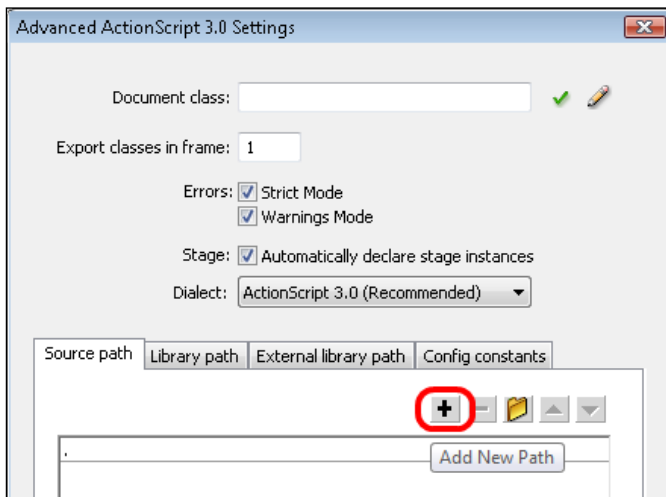 Advanced ActionScript 3.0 Settings
Document class:
Export classes in frame: 1
Errors: Strict Mode
Warnings Mode
Stage: Automatically declare stage instances
Dialect: ActionScript 3.0 (Recommended)
Source path Library path External library path Config constants
.
Add New Path